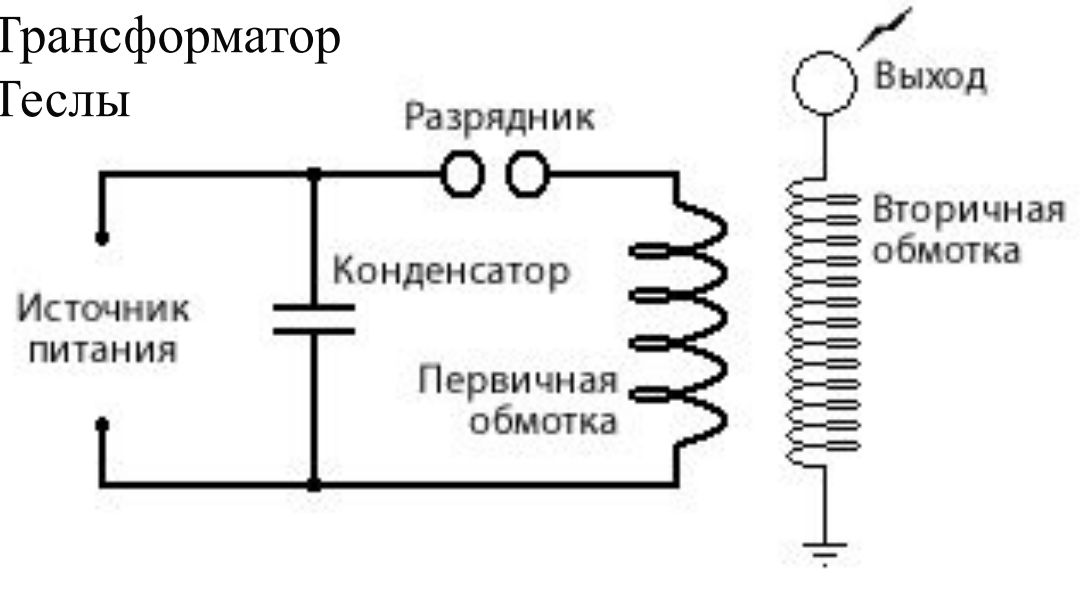 Трансформатор
Теслы
Разрядник
Выход
Вторичная
обмотка
Конденсатор
Источник
питания
Первичная
обмотка